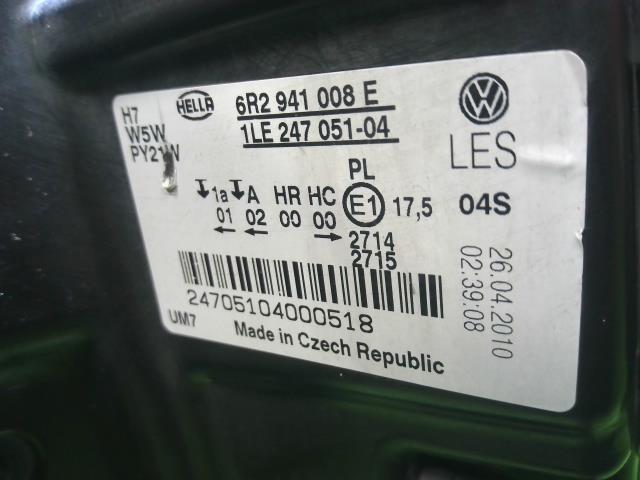 H7
W5W
PY21W
HELLA
6R2 941 008 E
1LE 247 051-04
LES
PL
1a A HR HC E1 17,5 04S
01 02 00 00
2714
2715
24705104000518
UM7
Made in Czech Republic
26.04.2010
02:39:08